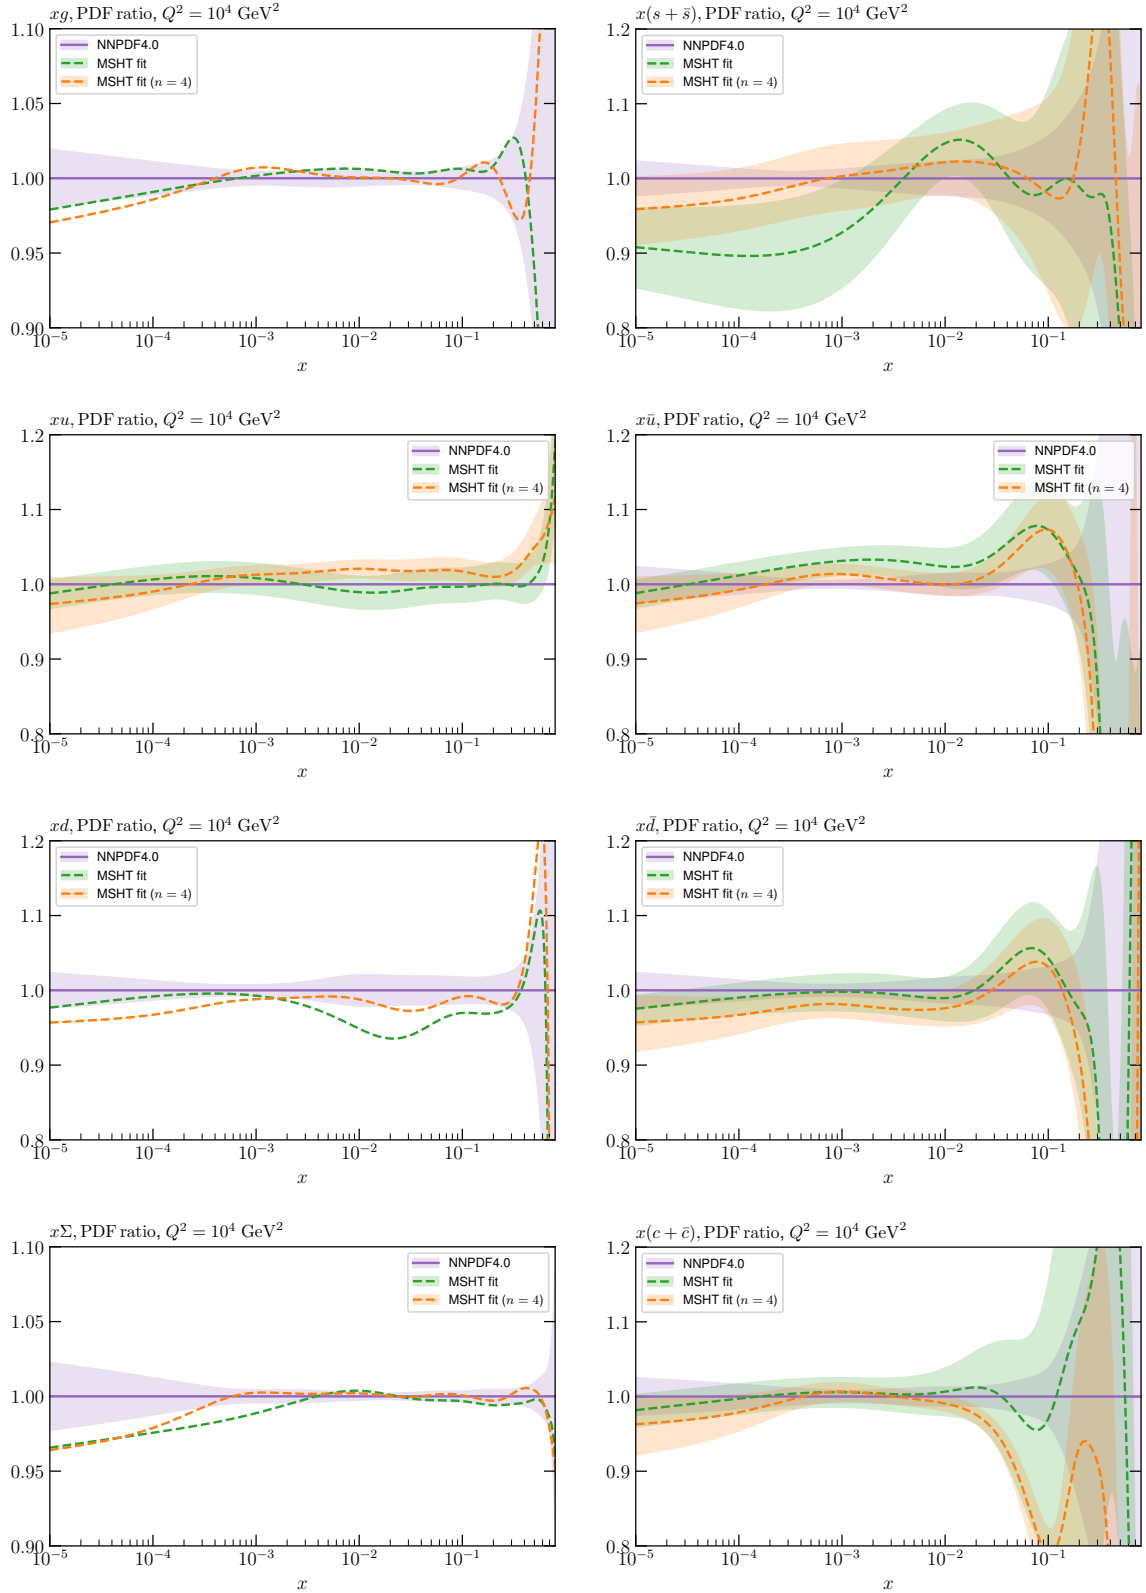 xg, PDF ratio, Q² = 10⁴ GeV²
1.10
1.05
1.00
0.95
0.90
NNPDF4.0
MSHT fit
MSHT fit (n = 4)
10⁻⁵ 10⁻⁴ 10⁻³ 10⁻² 10⁻¹
x
x(s + s̄), PDF ratio, Q² = 10⁴ GeV²
1.2
1.1
1.0
0.9
0.8
NNPDF4.0
MSHT fit
MSHT fit (n = 4)
10⁻⁵ 10⁻⁴ 10⁻³ 10⁻² 10⁻¹
x
xu, PDF ratio, Q² = 10⁴ GeV²
1.2
1.1
1.0
0.9
0.8
NNPDF4.0
MSHT fit
MSHT fit (n = 4)
10⁻⁵ 10⁻⁴ 10⁻³ 10⁻² 10⁻¹
x
xū, PDF ratio, Q² = 10⁴ GeV²
1.2
1.1
1.0
0.9
0.8
NNPDF4.0
MSHT fit
MSHT fit (n = 4)
10⁻⁵ 10⁻⁴ 10⁻³ 10⁻² 10⁻¹
x
xd, PDF ratio, Q² = 10⁴ GeV²
1.2
1.1
1.0
0.9
0.8
NNPDF4.0
MSHT fit
MSHT fit (n = 4)
10⁻⁵ 10⁻⁴ 10⁻³ 10⁻² 10⁻¹
x
xd̄, PDF ratio, Q² = 10⁴ GeV²
1.2
1.1
1.0
0.9
0.8
NNPDF4.0
MSHT fit
MSHT fit (n = 4)
10⁻⁵ 10⁻⁴ 10⁻³ 10⁻² 10⁻¹
x
xΣ, PDF ratio, Q² = 10⁴ GeV²
1.10
1.05
1.00
0.95
0.90
NNPDF4.0
MSHT fit
MSHT fit (n = 4)
10⁻⁵ 10⁻⁴ 10⁻³ 10⁻² 10⁻¹
x
x(c + c̄), PDF ratio, Q² = 10⁴ GeV²
1.2
1.1
1.0
0.9
0.8
NNPDF4.0
MSHT fit
MSHT fit (n = 4)
10⁻⁵ 10⁻⁴ 10⁻³ 10⁻² 10⁻¹
x